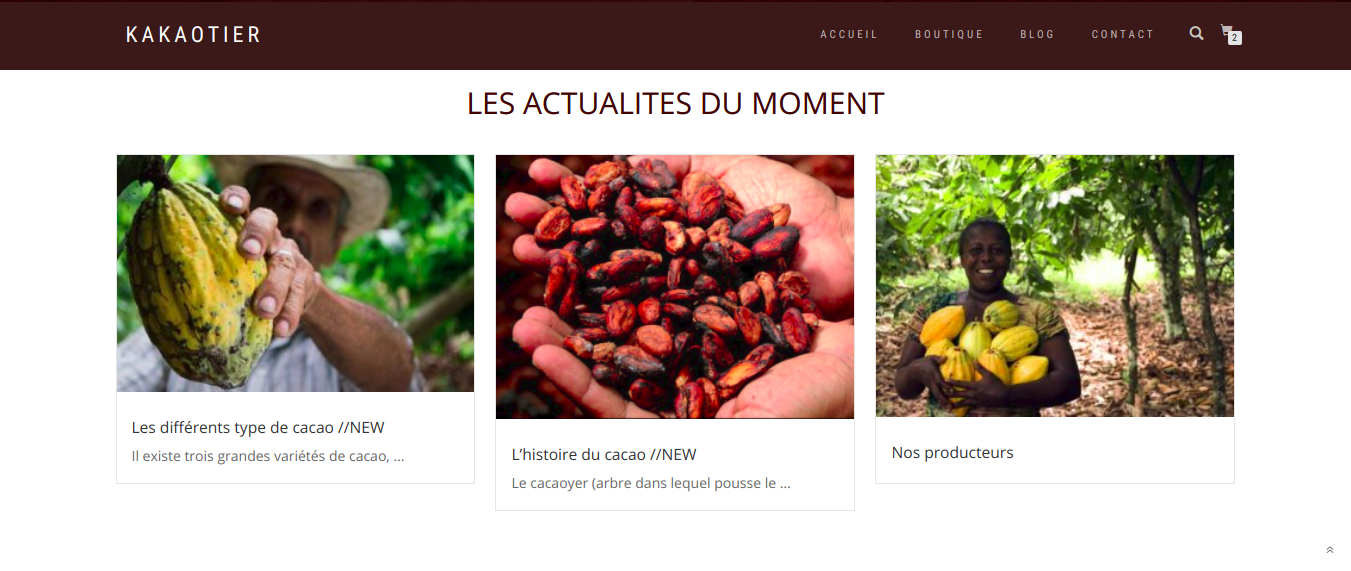 KAKAOTIER
ACCUEIL BOUTIQUE BLOG CONTACT 2
LES ACTUALITES DU MOMENT
Les différents type de cacao //NEW
Il existe trois grandes variétés de cacao, ...
L’histoire du cacao //NEW
Le cacaoyer (arbre dans lequel pousse le ...
Nos producteurs